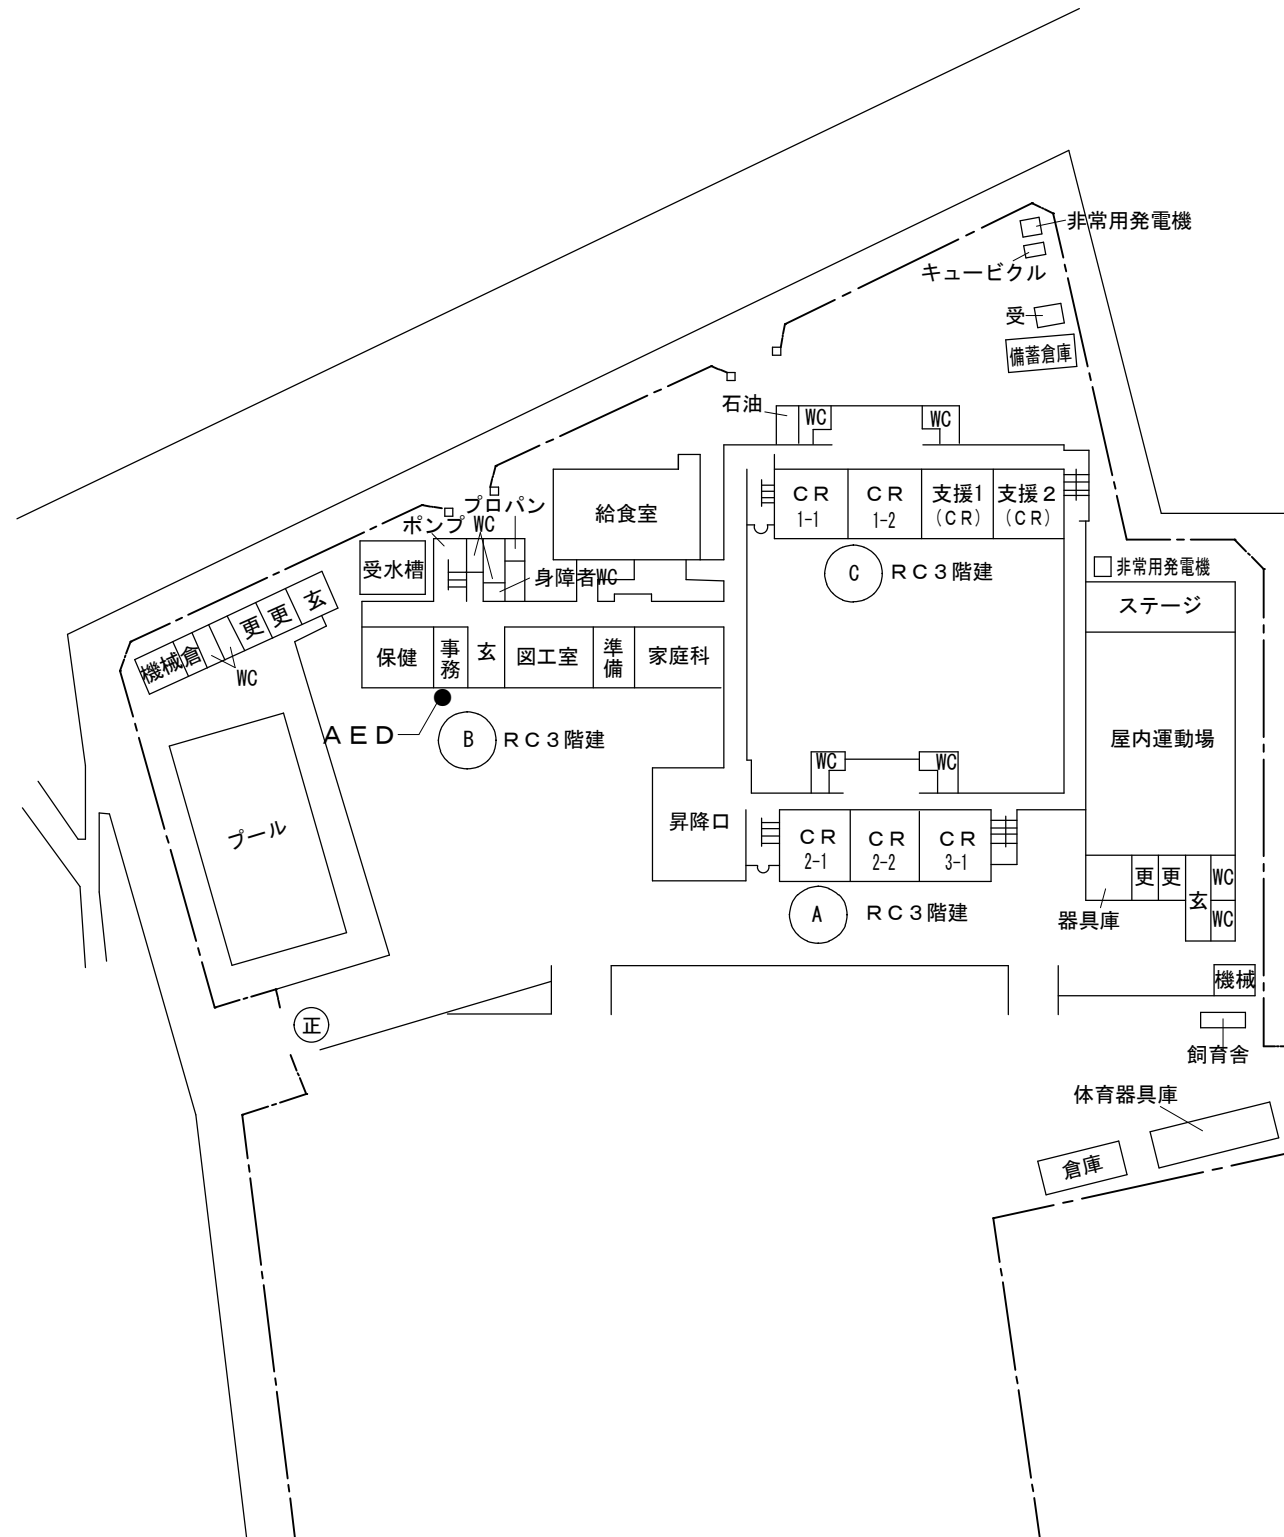 非常用発電機
キュービクル
受
備蓄倉庫
石油
WC
WC
プロパン
ポンプ
WC
給食室
ＣＲ
1-1
ＣＲ
1-2
支援1
(ＣＲ)
支援２
(ＣＲ)
受水槽
身障者WC
Ｃ
ＲＣ３階建
非常用発電機
ステージ
機械
倉
WC
更
更
玄
保健
事務
玄
図工室
準備
家庭科
ＡＥＤ
B
ＲＣ３階建
屋内運動場
WC
WC
プール
昇降口
ＣＲ
2-1
ＣＲ
2-2
ＣＲ
3-1
A
ＲＣ３階建
器具庫
更
更
玄
WC
WC
機械
正
飼育舎
体育器具庫
倉庫